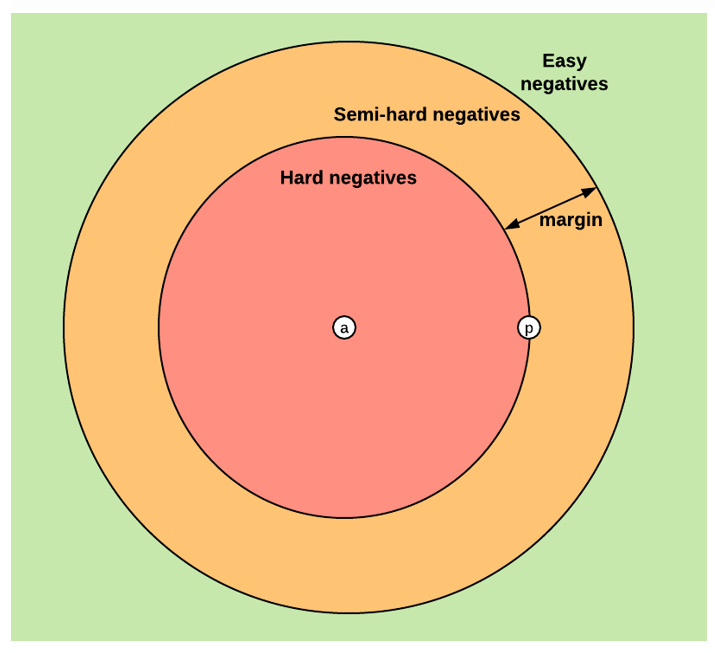 Easy
negatives
Semi-hard negatives
Hard negatives
margin
a
p